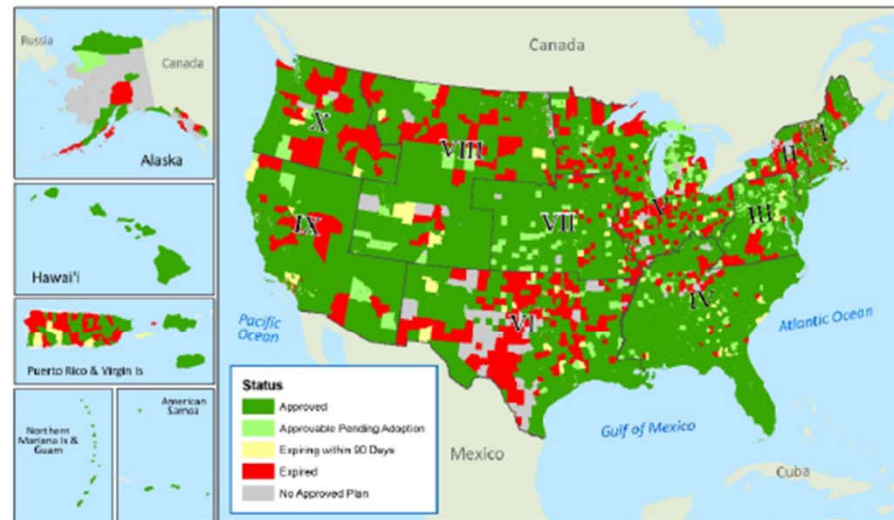 Russia
Canada
Alaska
Hawai'i
Puerto Rico & Virgin Is
Northern
Mariana Is &
Guam
American
Samoa
Canada
X
VIII
IX
VII
V
II
I
III
IV
VI
Pacific
Ocean
Atlantic Ocean
Gulf of Mexico
Mexico
Cuba
Status
Approved
Approvable Pending Adoption
Expiring within 90 Days
Expired
No Approved Plan